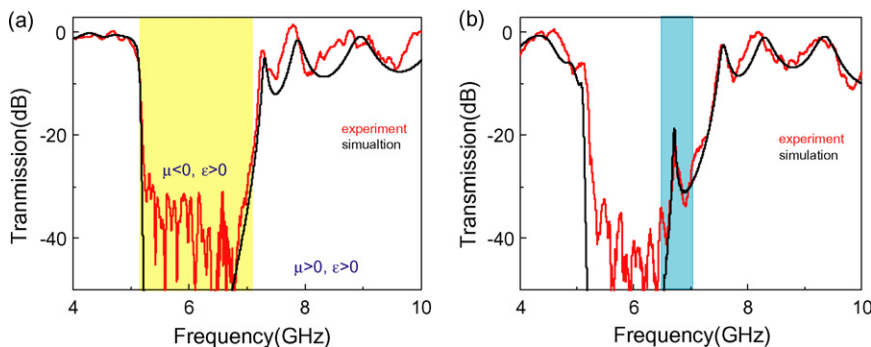 (a)
0
-20
-40
Tranmission(dB)
experiment
simualtion
μ<0, ε>0
μ>0, ε>0
4
6
8
10
Frequency(GHz)
(b)
0
-20
-40
Transmission(dB)
experiment
simulation
4
6
8
10
Frequency(GHz)